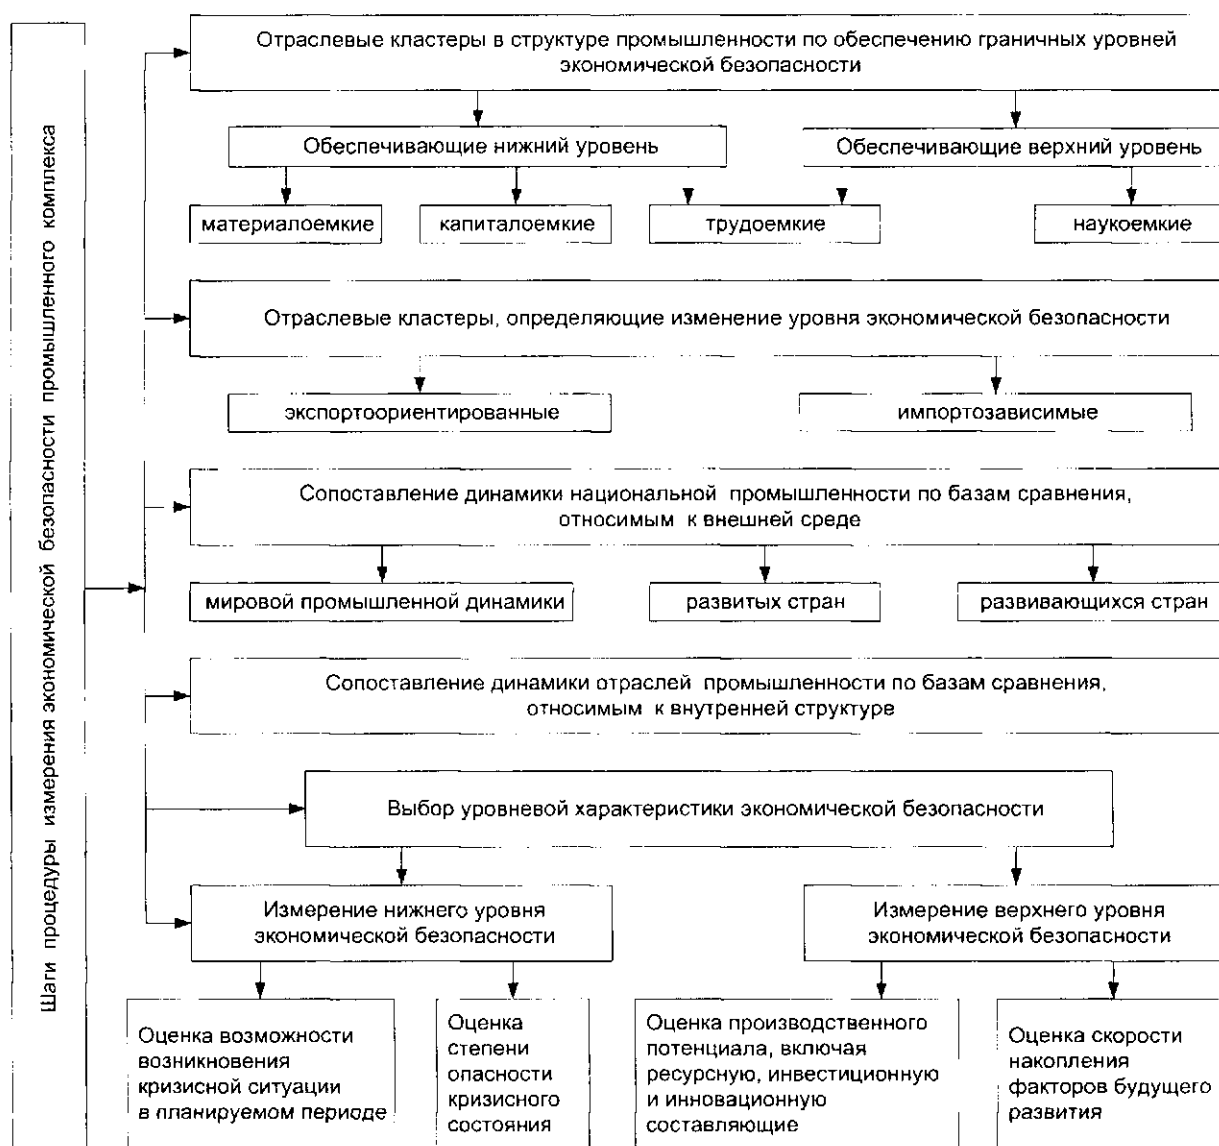 Шаги процедуры измерения экономической безопасности промышленного комплекса
Отраслевые кластеры в структуре промышленности по обеспечению граничных уровней
экономической безопасности
Обеспечивающие нижний уровень
Обеспечивающие верхний уровень
материалоемкие
капиталоемкие
трудоемкие
наукоемкие
Отраслевые кластеры, определяющие изменение уровня экономической безопасности
экспортоориентированные
импортозависимые
Сопоставление динамики национальной промышленности по базам сравнения,
относимым к внешней среде
мировой промышленной динамики
развитых стран
развивающихся стран
Сопоставление динамики отраслей промышленности по базам сравнения,
относимым к внутренней структуре
Выбор уровневой характеристики экономической безопасности
Измерение нижнего уровня
экономической безопасности
Измерение верхнего уровня
экономической безопасности
Оценка возможности
возникновения
кризисной ситуации
в планируемом периоде
Оценка
степени
опасности
кризисного
состояния
Оценка производственного
потенциала, включая
ресурсную, инвестиционную
и инновационную
составляющие
Оценка скорости
накопления
факторов будущего
развития